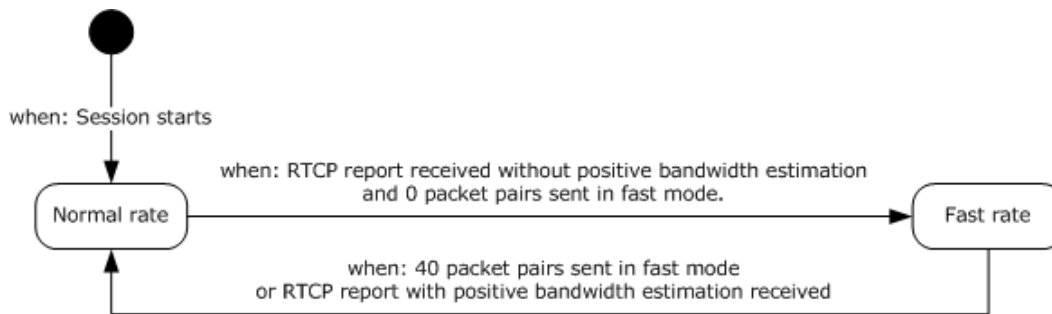 when: Session starts
when: RTCP report received without positive bandwidth estimation
and 0 packet pairs sent in fast mode.
Normal rate
Fast rate
when: 40 packet pairs sent in fast mode
or RTCP report with positive bandwidth estimation received